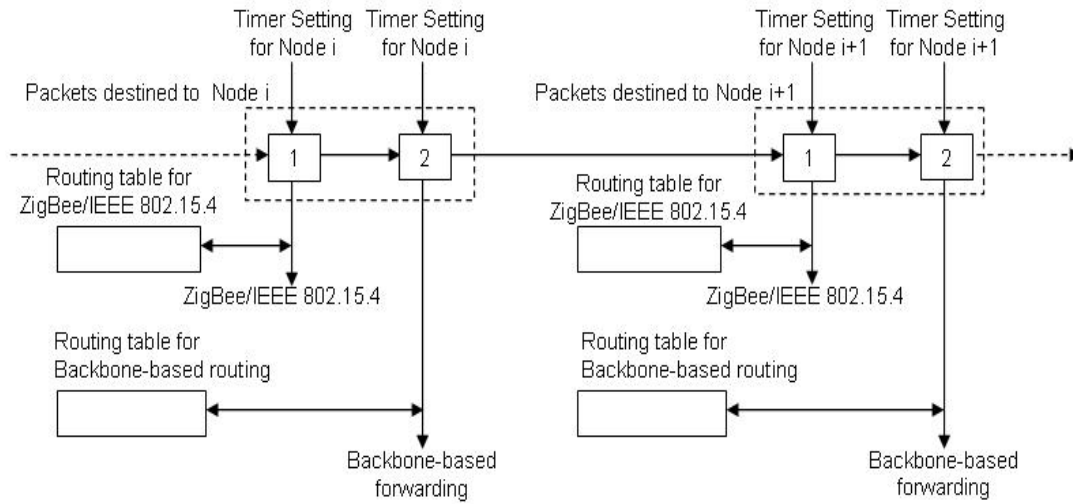 Timer Setting
for Node i
Timer Setting
for Node i
Timer Setting
for Node i+1
Timer Setting
for Node i+1
Packets destined to Node i
Packets destined to Node i+1
1
2
1
2
Routing table for
ZigBee/IEEE 802.15.4
Routing table for
ZigBee/IEEE 802.15.4
ZigBee/IEEE 802.15.4
ZigBee/IEEE 802.15.4
Routing table for
Backbone-based routing
Routing table for
Backbone-based routing
Backbone-based
forwarding
Backbone-based
forwarding